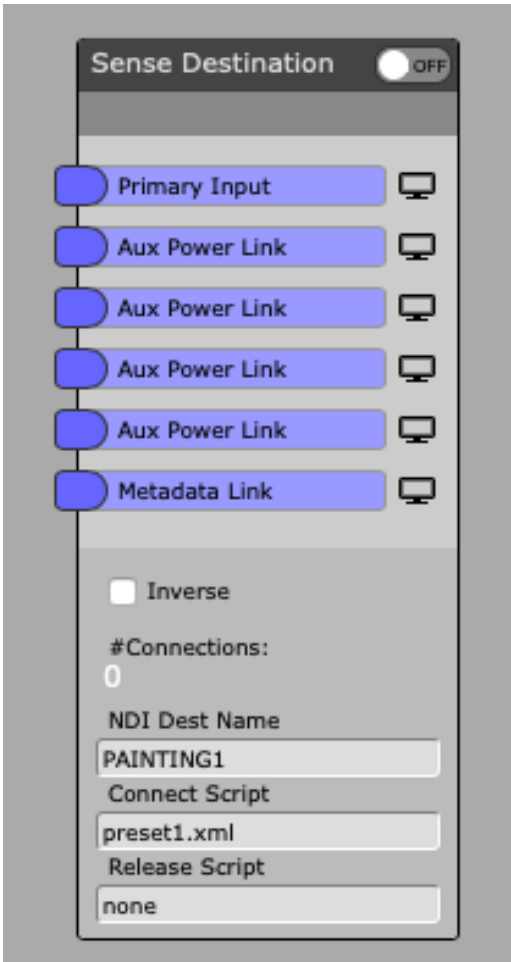 Sense Destination
OFF
Primary Input
Aux Power Link
Aux Power Link
Aux Power Link
Aux Power Link
Metadata Link
Inverse
#Connections:
0
NDI Dest Name
PAINTING1
Connect Script
preset1.xml
Release Script
none